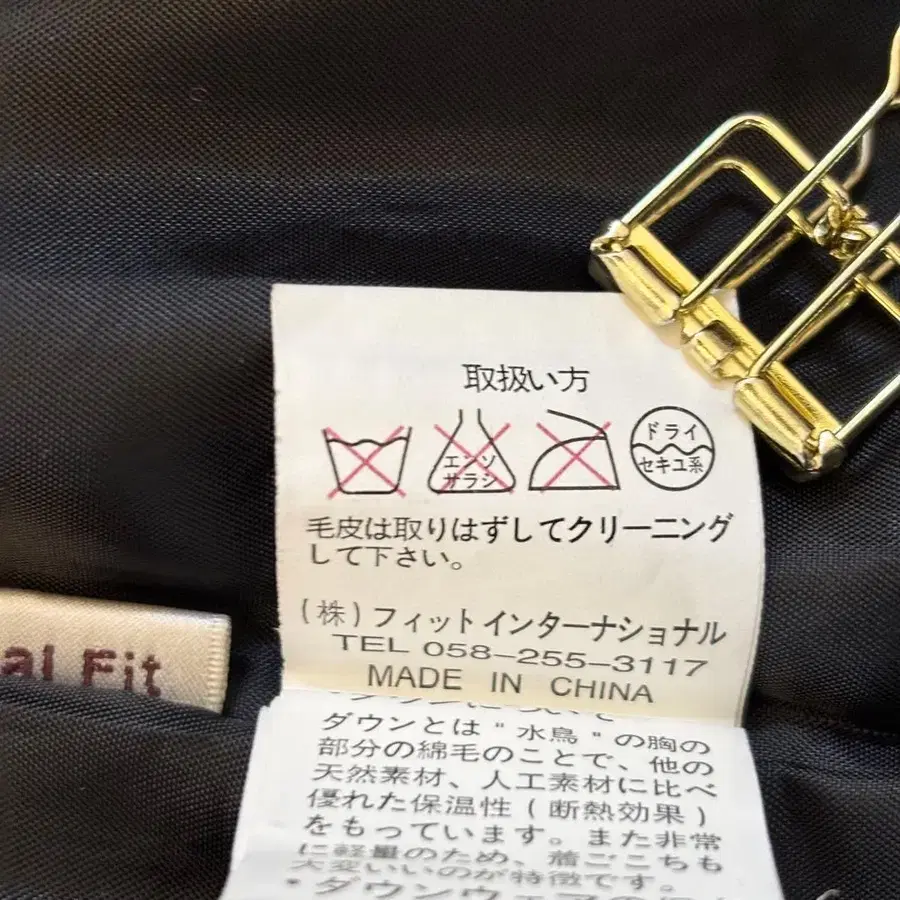 取扱い方
エンソ
サラシ
ドライ
セキユ系
毛皮は取りはずしてクリーニング
して下さい。
(株)フィットインターナショナル
TEL 058-255-3117
MADE IN CHINA
al Fit
ダウンとは"水鳥"の胸の
部分の綿毛のことで、他の
天然素材、人工素材に比べ
優れた保温性(断熱効果)
をもっています。また非常
に軽量のため、着ごこちも
大変いいのが特徴です。